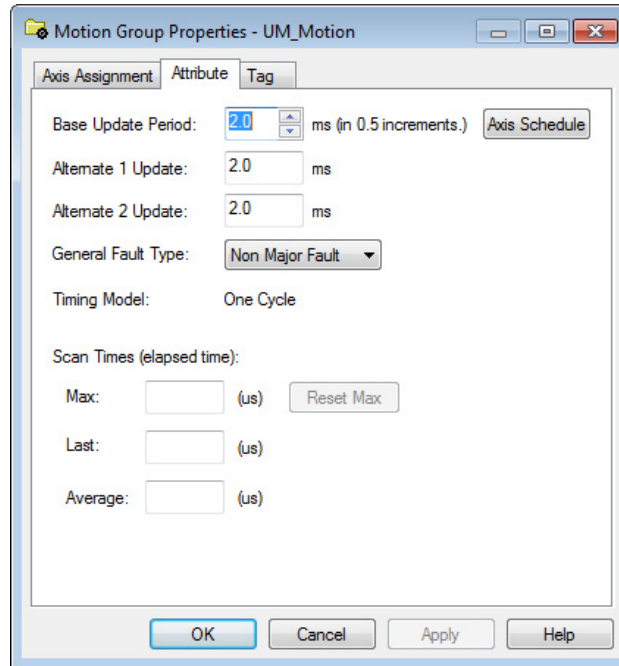 Motion Group Properties - UM_Motion
Axis Assignment Attribute Tag
Base Update Period: 2.0 ms (in 0.5 increments.) Axis Schedule
Alternate 1 Update: 2.0 ms
Alternate 2 Update: 2.0 ms
General Fault Type: Non Major Fault
Timing Model: One Cycle
Scan Times (elapsed time):
Max: (us) Reset Max
Last: (us)
Average: (us)
OK Cancel Apply Help